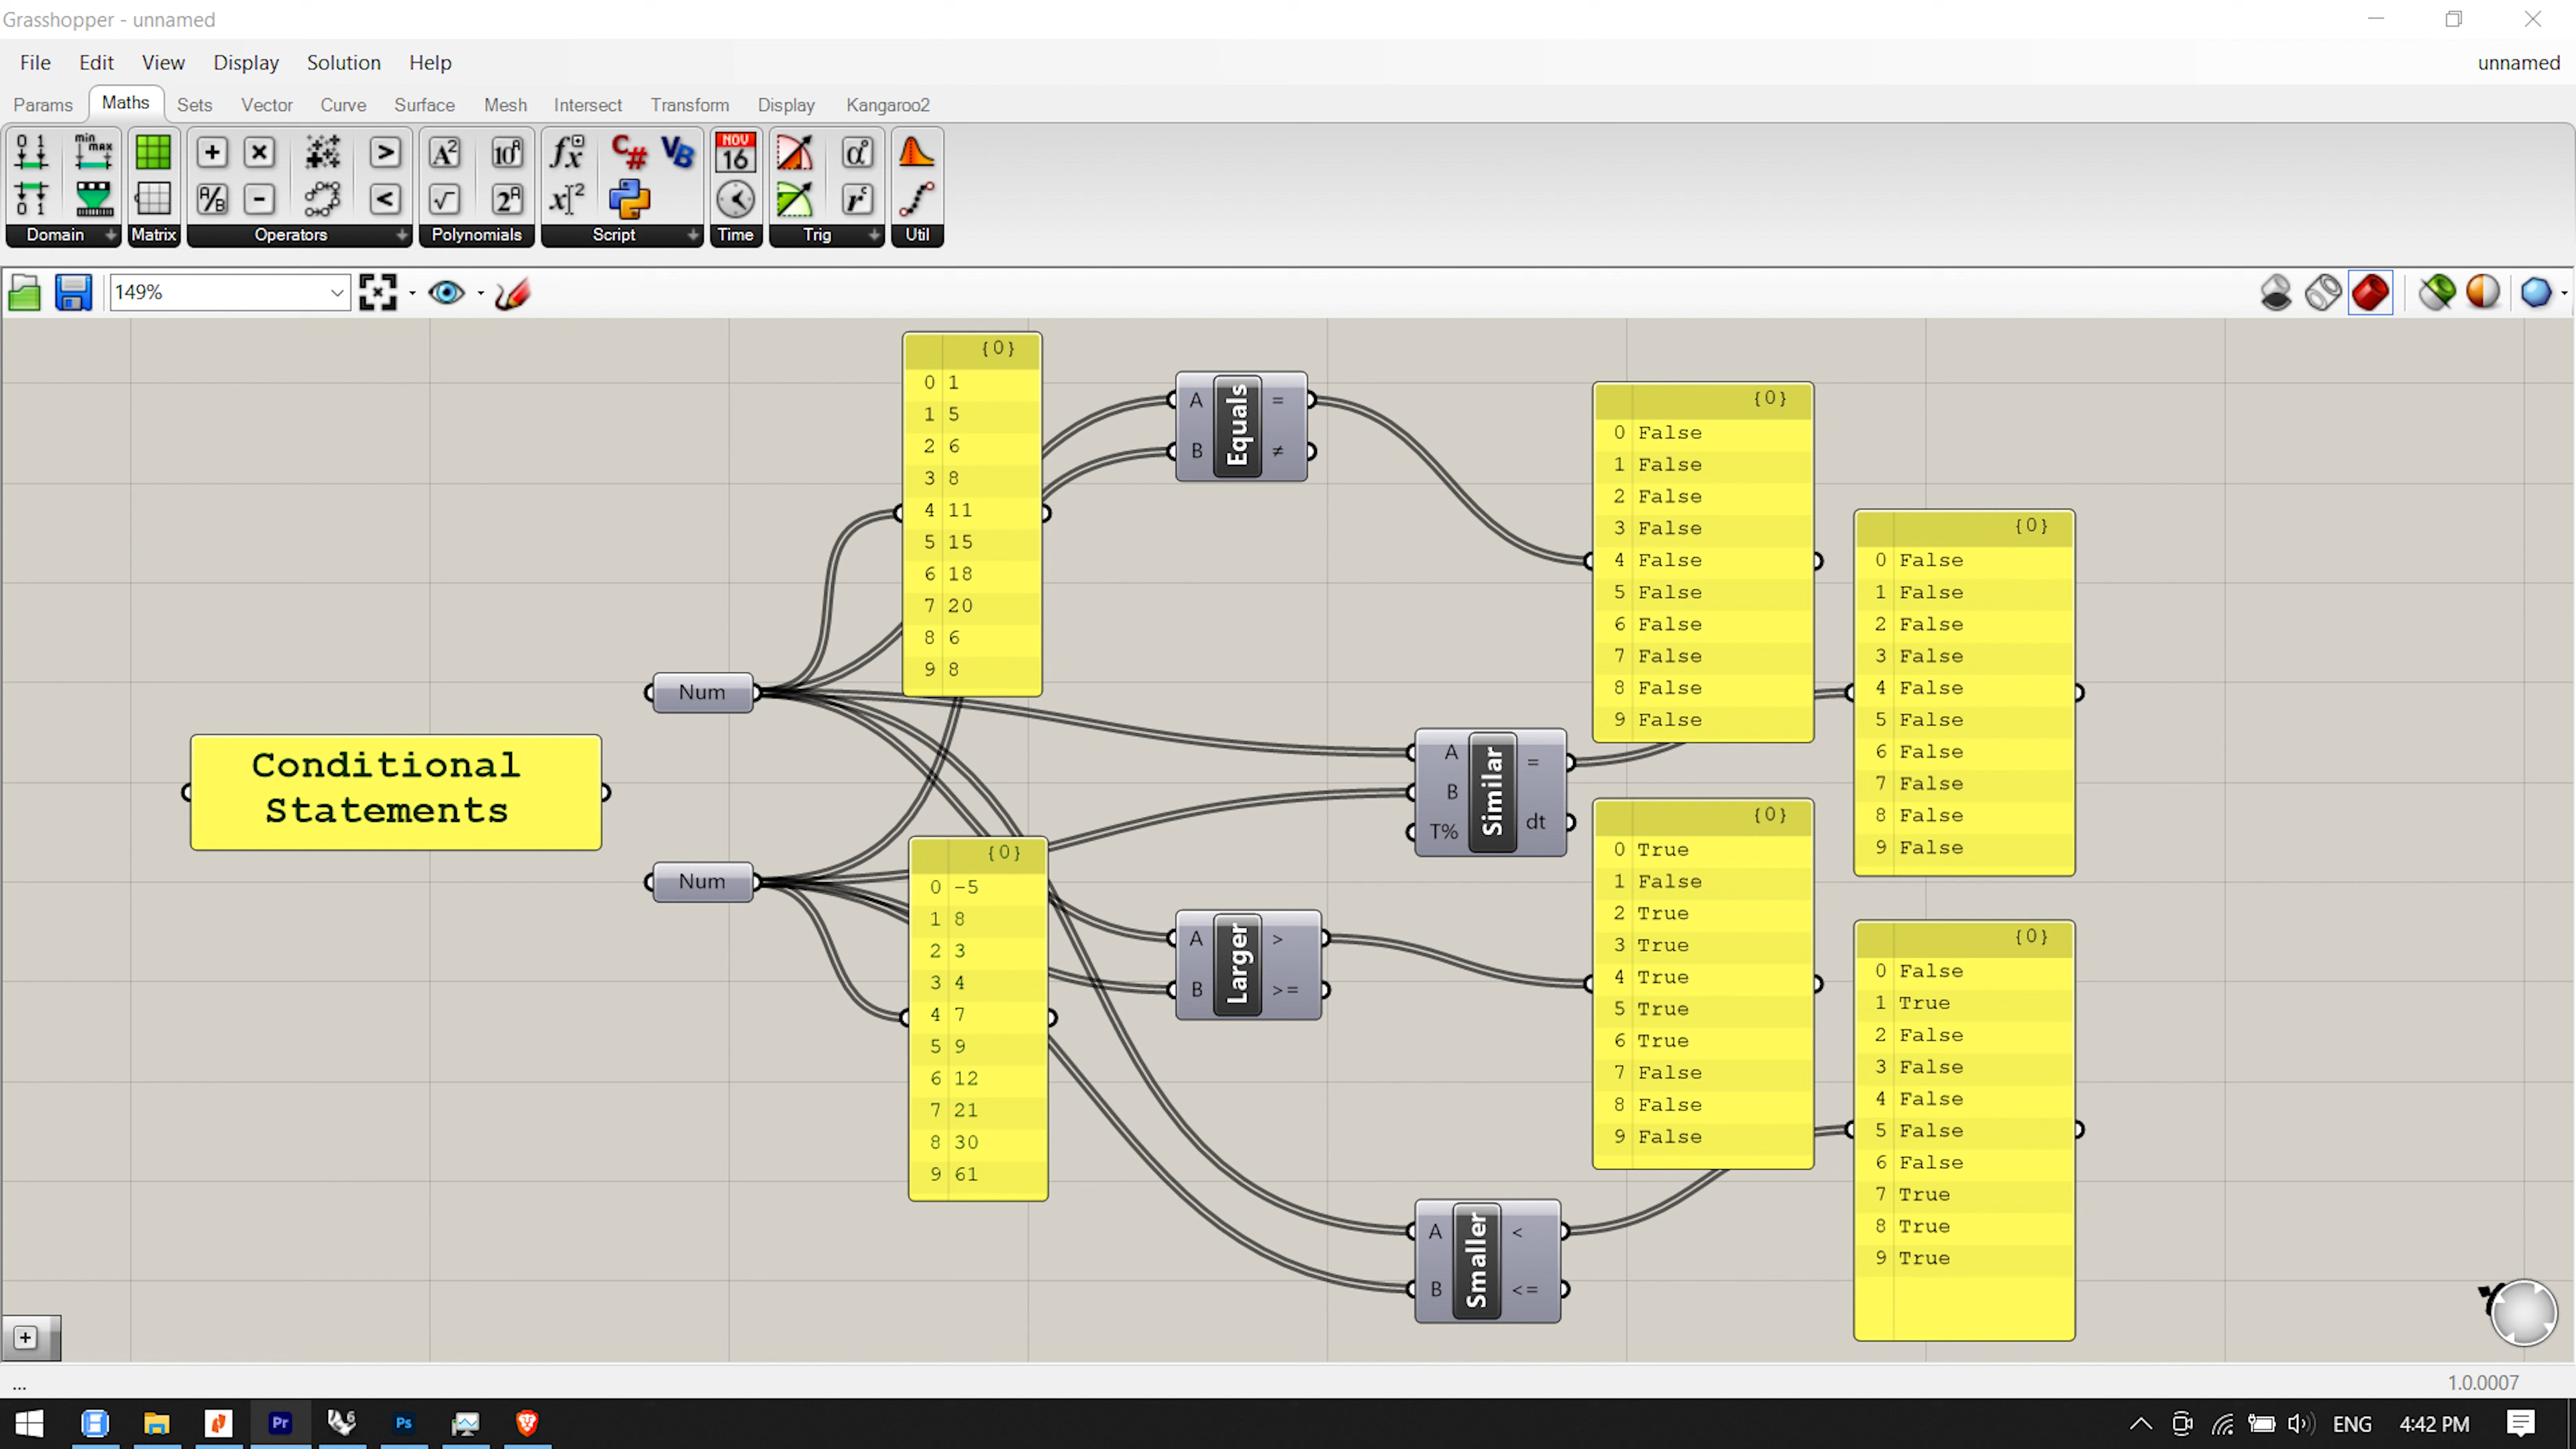 Grasshopper - unnamed
File Edit View Display Solution Help unnamed
Params Maths Sets Vector Curve Surface Mesh Intersect Transform Display Kangaroo2
Domain Matrix Operators Polynomials Script Time Trig Util
149%
{0}
0 1
1 5
2 6
3 8
4 11
5 15
6 18
7 20
8 6
9 8
A Equals =
B ≠
{0}
0 False
1 False
2 False
3 False
4 False
5 False
6 False
7 False
8 False
9 False
{0}
0 False
1 False
2 False
3 False
4 False
5 False
6 False
7 False
8 False
9 False
Num
Conditional
Statements
Num
A Similar =
B
T% dt
{0}
0 -5
1 8
2 3
3 4
4 7
5 9
6 12
7 21
8 30
9 61
A Larger >
B >=
{0}
0 True
1 False
2 True
3 True
4 True
5 True
6 True
7 False
8 False
9 False
{0}
0 False
1 True
2 False
3 False
4 False
5 False
6 False
7 True
8 True
9 True
A Smaller <
B <=
...
1.0.0007
Pr Ps ENG 4:42 PM